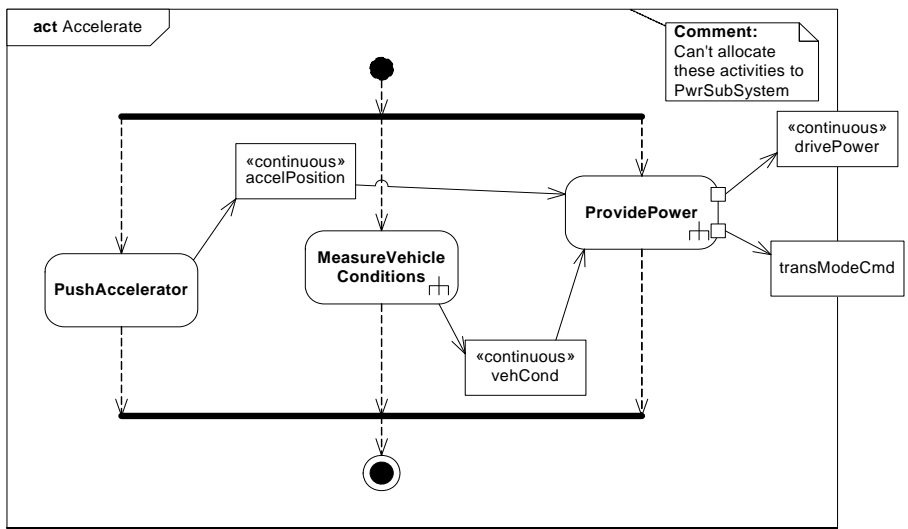 act Accelerate
Comment:
Can't allocate
these activities to
PwrSubSystem
«continuous»
drivePower
«continuous»
accelPosition
ProvidePower
MeasureVehicle
Conditions
transModeCmd
PushAccelerator
«continuous»
vehCond